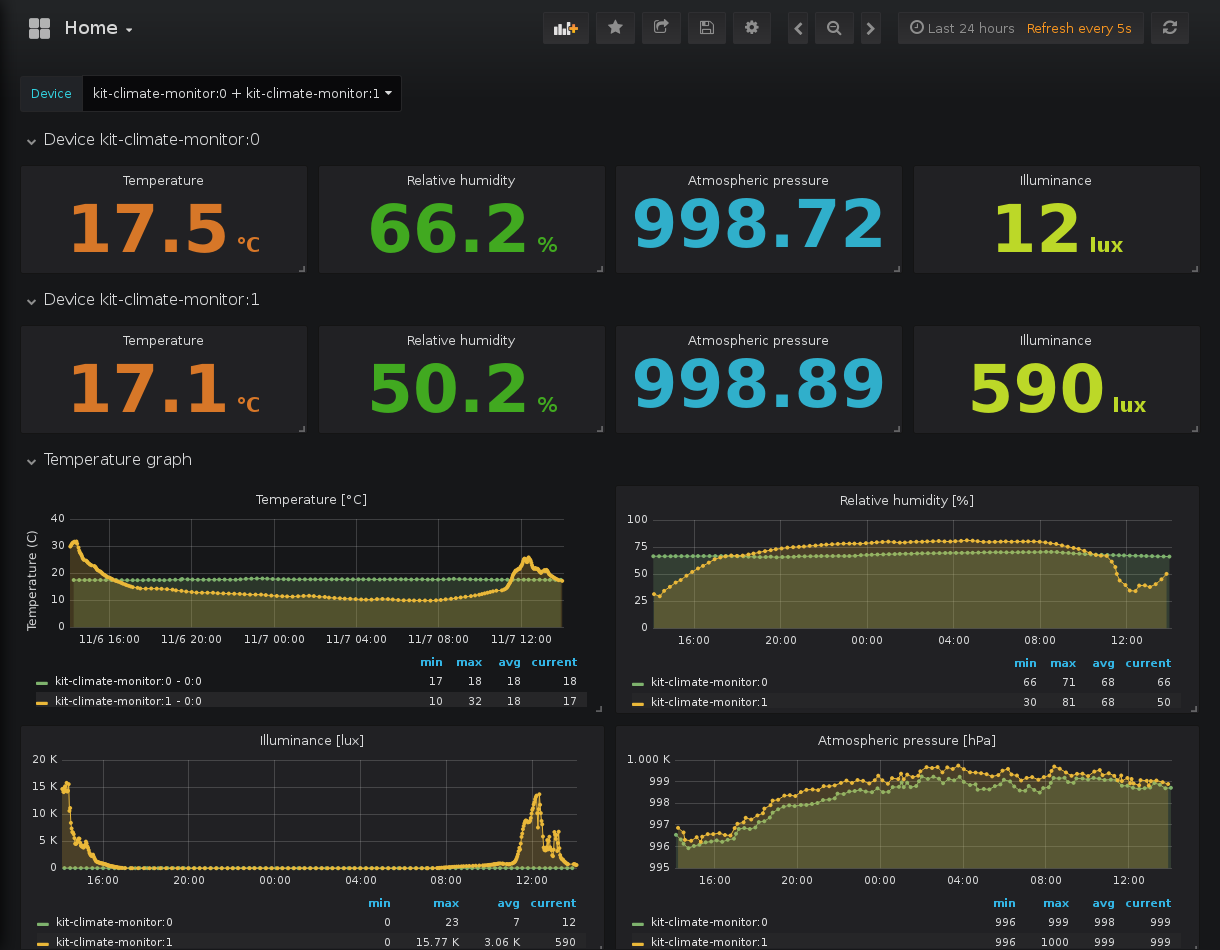 Home
Last 24 hours Refresh every 5s
Device kit-climate-monitor:0 + kit-climate-monitor:1
Device kit-climate-monitor:0
Temperature Relative humidity Atmospheric pressure Illuminance
17.5 °C 66.2 % 998.72 12 lux
Device kit-climate-monitor:1
Temperature Relative humidity Atmospheric pressure Illuminance
17.1 °C 50.2 % 998.89 590 lux
Temperature graph
Temperature [°C]
Temperature (C)
40
30
20
10
0
11/6 16:00 11/6 20:00 11/7 00:00 11/7 04:00 11/7 08:00 11/7 12:00
min max avg current
kit-climate-monitor:0 - 0:0 17 18 18 18
kit-climate-monitor:1 - 0:0 10 32 18 17
Relative humidity [%]
100
75
50
25
0
16:00 20:00 00:00 04:00 08:00 12:00
min max avg current
kit-climate-monitor:0 66 71 68 66
kit-climate-monitor:1 30 81 68 50
Illuminance [lux]
20 K
15 K
10 K
5 K
0
16:00 20:00 00:00 04:00 08:00 12:00
min max avg current
kit-climate-monitor:0 0 23 7 12
kit-climate-monitor:1 0 15.77 K 3.06 K 590
Atmospheric pressure [hPa]
1.000 K
999
998
997
996
995
16:00 20:00 00:00 04:00 08:00 12:00
min max avg current
kit-climate-monitor:0 996 999 998 999
kit-climate-monitor:1 996 1000 999 999